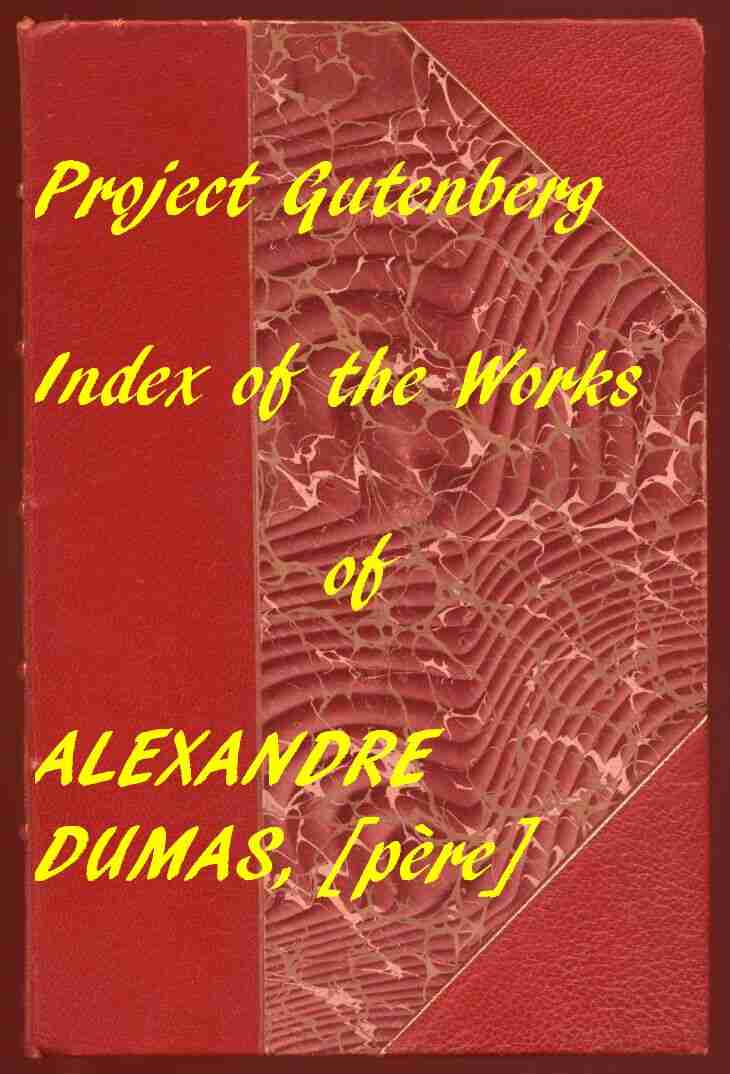 Project Gutenberg
Index of the Works
of
ALEXANDRE
DUMAS, [père]